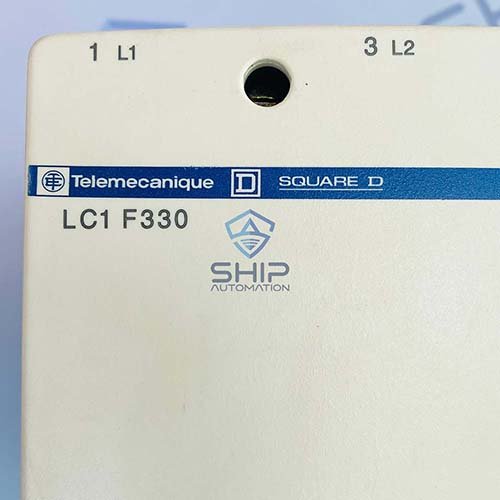 1 L1 3 L2
Telemecanique D SQUARE D
LC1 F330
SHIP
AUTOMATION